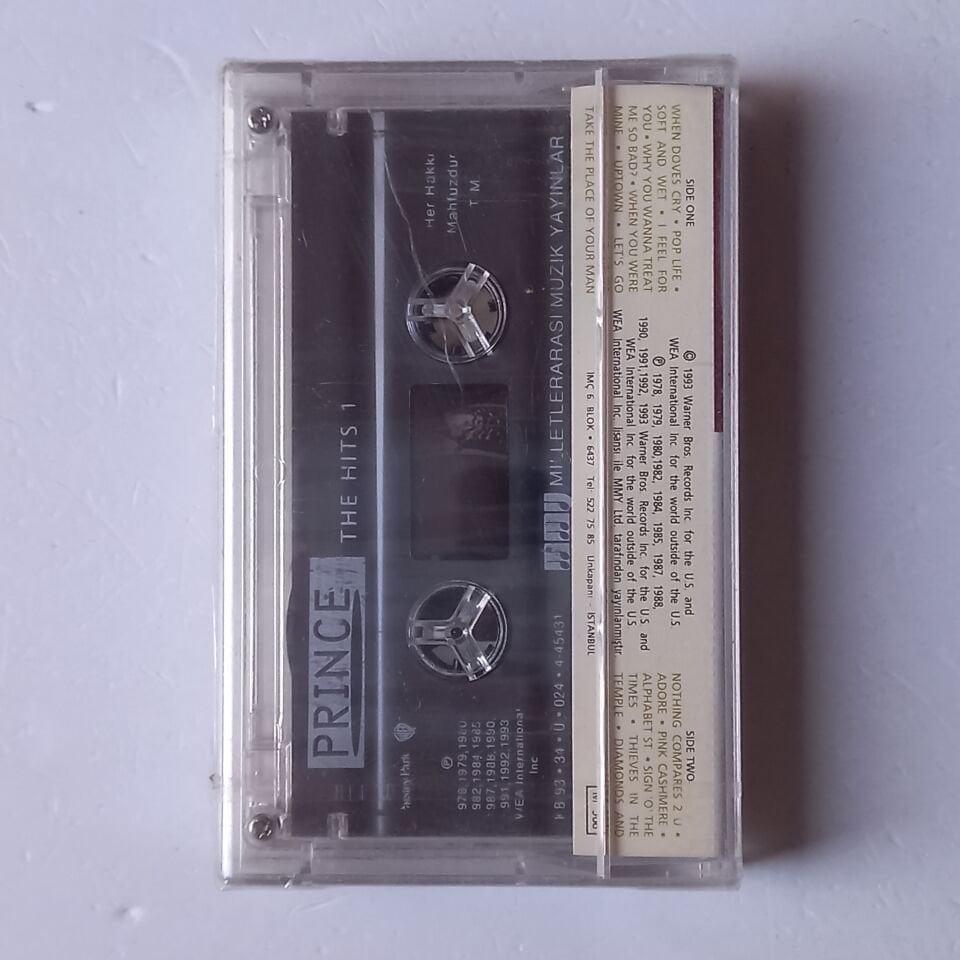 SIDE ONE
WHEN DOVES CRY • POP LIFE •
SOFT AND WET • I FEEL FOR
YOU • WHY YOU WANNA TREAT
ME SO BAD? • WHEN YOU WERE
MINE • UPTOWN • LET'S GO
TAKE THE PLACE OF YOUR MAN
© 1993 Warner Bros. Records Inc for the U.S. and
WEA International Inc for the world outside of the U.S.
℗ 1978, 1979, 1980,1982, 1984, 1985, 1987, 1988,
1990, 1991,1992, 1993 Warner Bros. Records Inc. for the U.S. and
WEA International Inc for the world outside of the U.S.
WEA International Inc. lisansı ile MMY Ltd tarafından yayınlanmıştır.
IMÇ 6. BLOK • 6437 Tel: 522 75 85 Unkapanı - İSTANBUL
SIDE TWO
NOTHING COMPARES 2 U •
ADORE • PINK CASHMERE •
ALPHABET ST. • SIGN 'O' THE
TIMES • THIEVES IN THE
TEMPLE • DIAMONDS AND
MILLETLERARASI MUZIK YAYINLAR
Her Hakkı
Mahfuzdur
T.M.
PRINCE
THE HITS 1
93 • 34 • Ü • 024 • 4-45431
℗
978,1979,1980
982,1984,1985
987,1988,1990
991,1992,1993
WEA International
Inc
Paisley Park